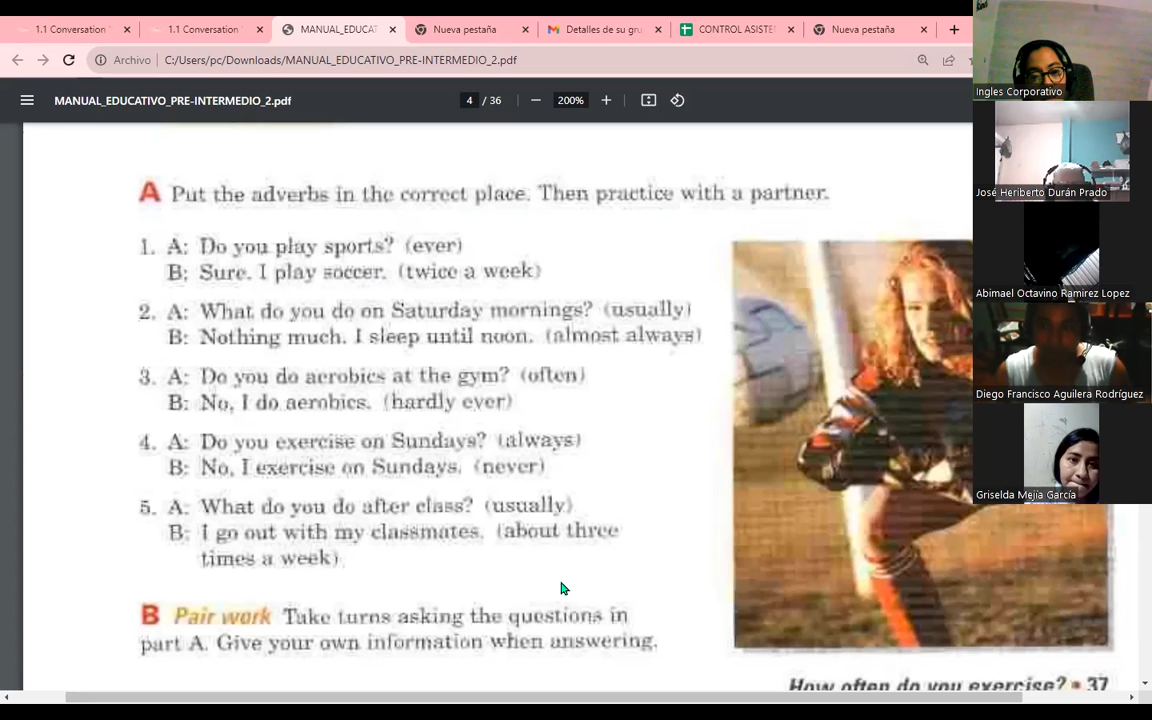 1.1 Conversation
1.1 Conversation
MANUAL_EDUCAT
Nueva pestaña
Detalles de su gr
CONTROL ASISTE
Nueva pestaña
Archivo
C:/Users/pc/Downloads/MANUAL_EDUCATIVO_PRE-INTERMEDIO_2.pdf
MANUAL_EDUCATIVO_PRE-INTERMEDIO_2.pdf
4 / 36
200%
A Put the adverbs in the correct place. Then practice with a partner.
1. A: Do you play sports? (ever)
B: Sure. I play soccer. (twice a week)
2. A: What do you do on Saturday mornings? (usually)
B: Nothing much. I sleep until noon. (almost always)
3. A: Do you do aerobics at the gym? (often)
B: No, I do aerobics. (hardly ever)
4. A: Do you exercise on Sundays? (always)
B: No, I exercise on Sundays. (never)
5. A: What do you do after class? (usually)
B: I go out with my classmates. (about three
times a week)
B Pair work Take turns asking the questions in
part A. Give your own information when answering.
How often do you exercise? • 37
Ingles Corporativo
José Heriberto Durán Prado
Abimael Octavino Ramirez Lopez
Diego Francisco Aguilera Rodríguez
Griselda Mejía García